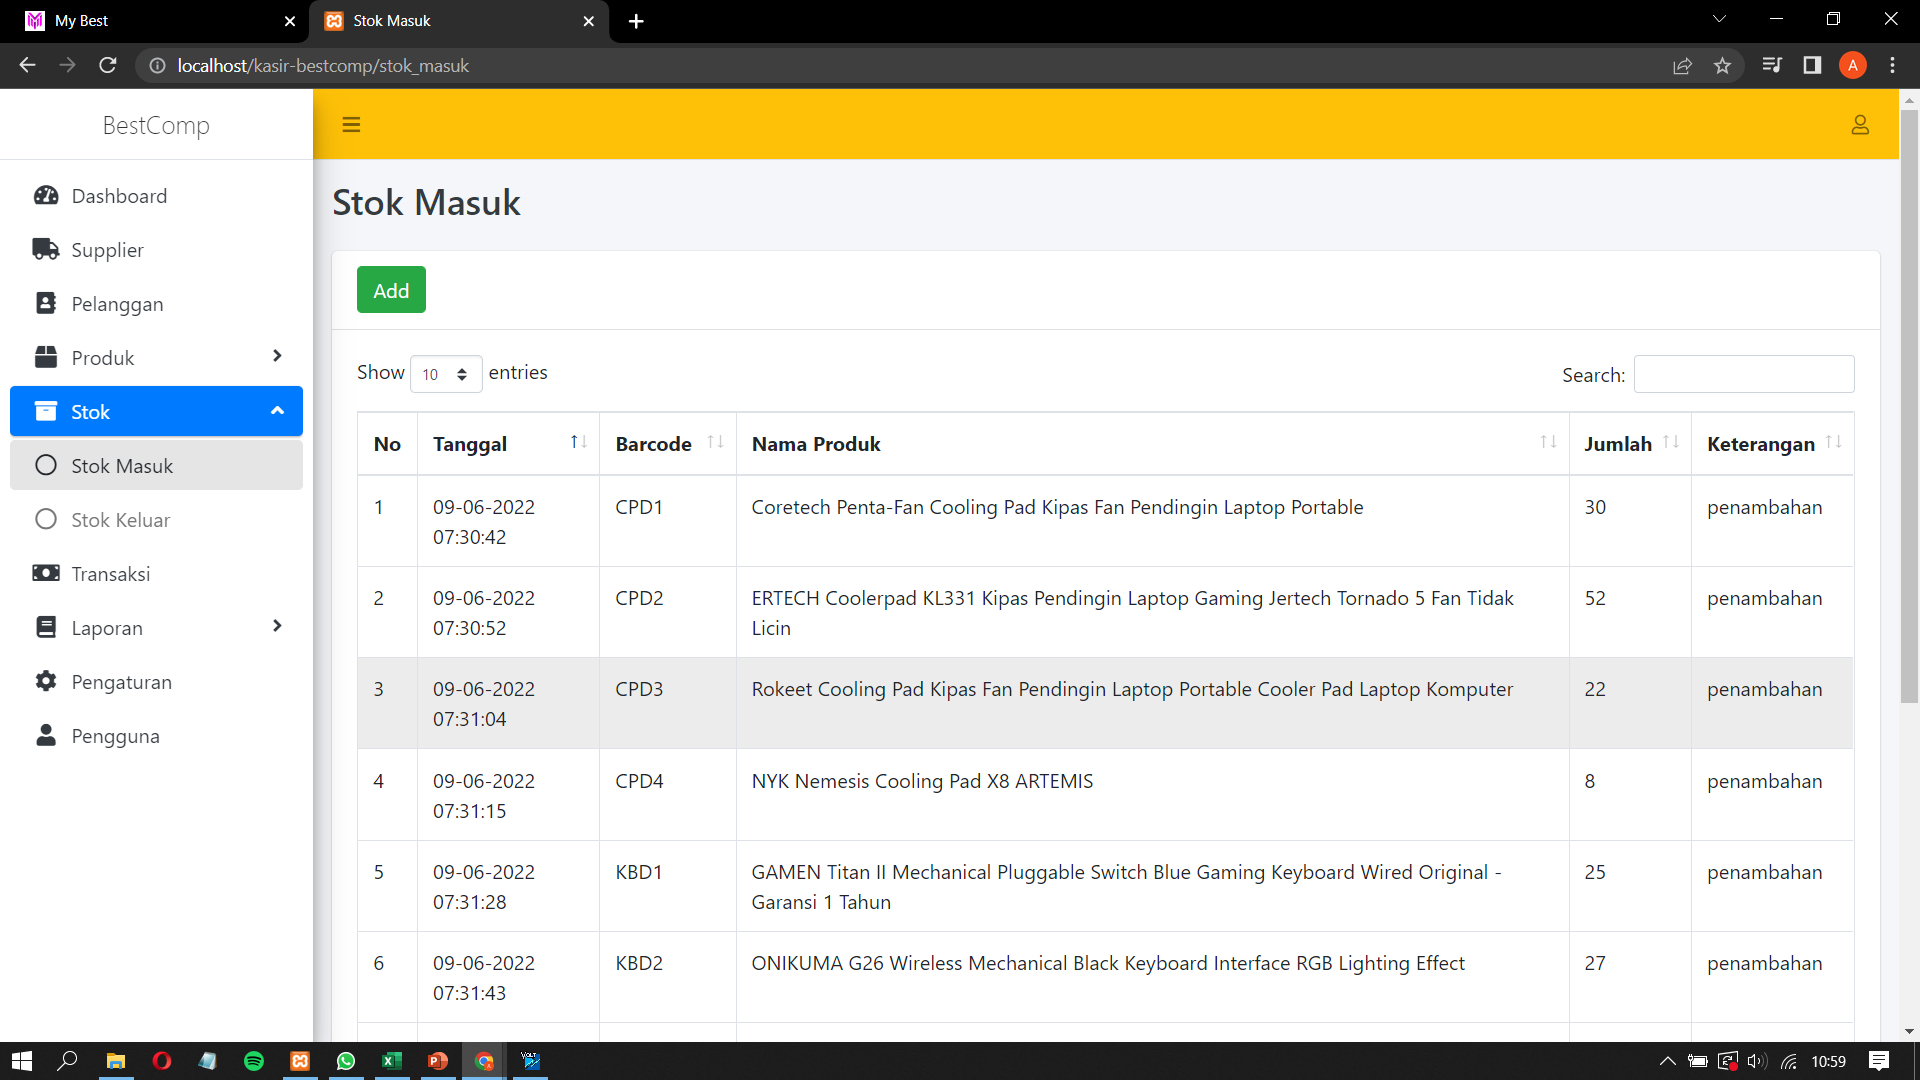 My Best
Stok Masuk
localhost/kasir-bestcomp/stok_masuk
A
BestComp
Dashboard
Supplier
Pelanggan
Produk
Stok
Stok Masuk
Stok Keluar
Transaksi
Laporan
Pengaturan
Pengguna
Stok Masuk
Add
Show 10 entries
Search:
No Tanggal Barcode Nama Produk Jumlah Keterangan
1 09-06-2022 CPD1 Coretech Penta-Fan Cooling Pad Kipas Fan Pendingin Laptop Portable 30 penambahan
07:30:42
2 09-06-2022 CPD2 ERTECH Coolerpad KL331 Kipas Pendingin Laptop Gaming Jertech Tornado 5 Fan Tidak 52 penambahan
07:30:52 Licin
3 09-06-2022 CPD3 Rokeet Cooling Pad Kipas Fan Pendingin Laptop Portable Cooler Pad Laptop Komputer 22 penambahan
07:31:04
4 09-06-2022 CPD4 NYK Nemesis Cooling Pad X8 ARTEMIS 8 penambahan
07:31:15
5 09-06-2022 KBD1 GAMEN Titan II Mechanical Pluggable Switch Blue Gaming Keyboard Wired Original - 25 penambahan
07:31:28 Garansi 1 Tahun
6 09-06-2022 KBD2 ONIKUMA G26 Wireless Mechanical Black Keyboard Interface RGB Lighting Effect 27 penambahan
07:31:43
10:59